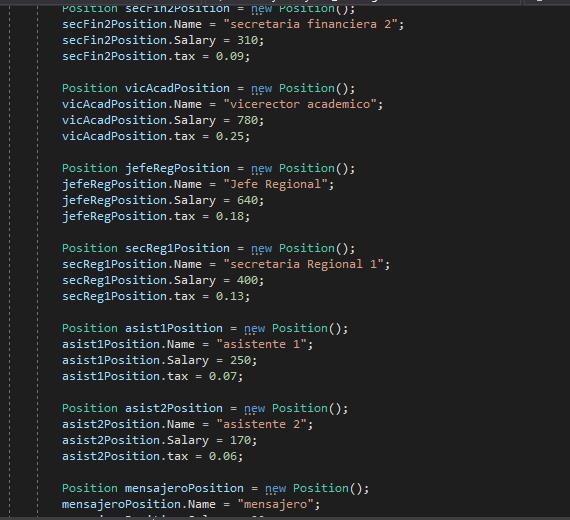 Position secFin2Position = new Position();
secFin2Position.Name = "secretaria financiera 2";
secFin2Position.Salary = 310;
secFin2Position.tax = 0.09;
Position vicAcadPosition = new Position();
vicAcadPosition.Name = "vicerector academico";
vicAcadPosition.Salary = 780;
vicAcadPosition.tax = 0.25;
Position jefeRegPosition = new Position();
jefeRegPosition.Name = "Jefe Regional";
jefeRegPosition.Salary = 640;
jefeRegPosition.tax = 0.18;
Position secReg1Position = new Position();
secReg1Position.Name = "secretaria Regional 1";
secReg1Position.Salary = 400;
secReg1Position.tax = 0.13;
Position asist1Position = new Position();
asist1Position.Name = "asistente 1";
asist1Position.Salary = 250;
asist1Position.tax = 0.07;
Position asist2Position = new Position();
asist2Position.Name = "asistente 2";
asist2Position.Salary = 170;
asist2Position.tax = 0.06;
Position mensajeroPosition = new Position();
mensajeroPosition.Name = "mensajero";